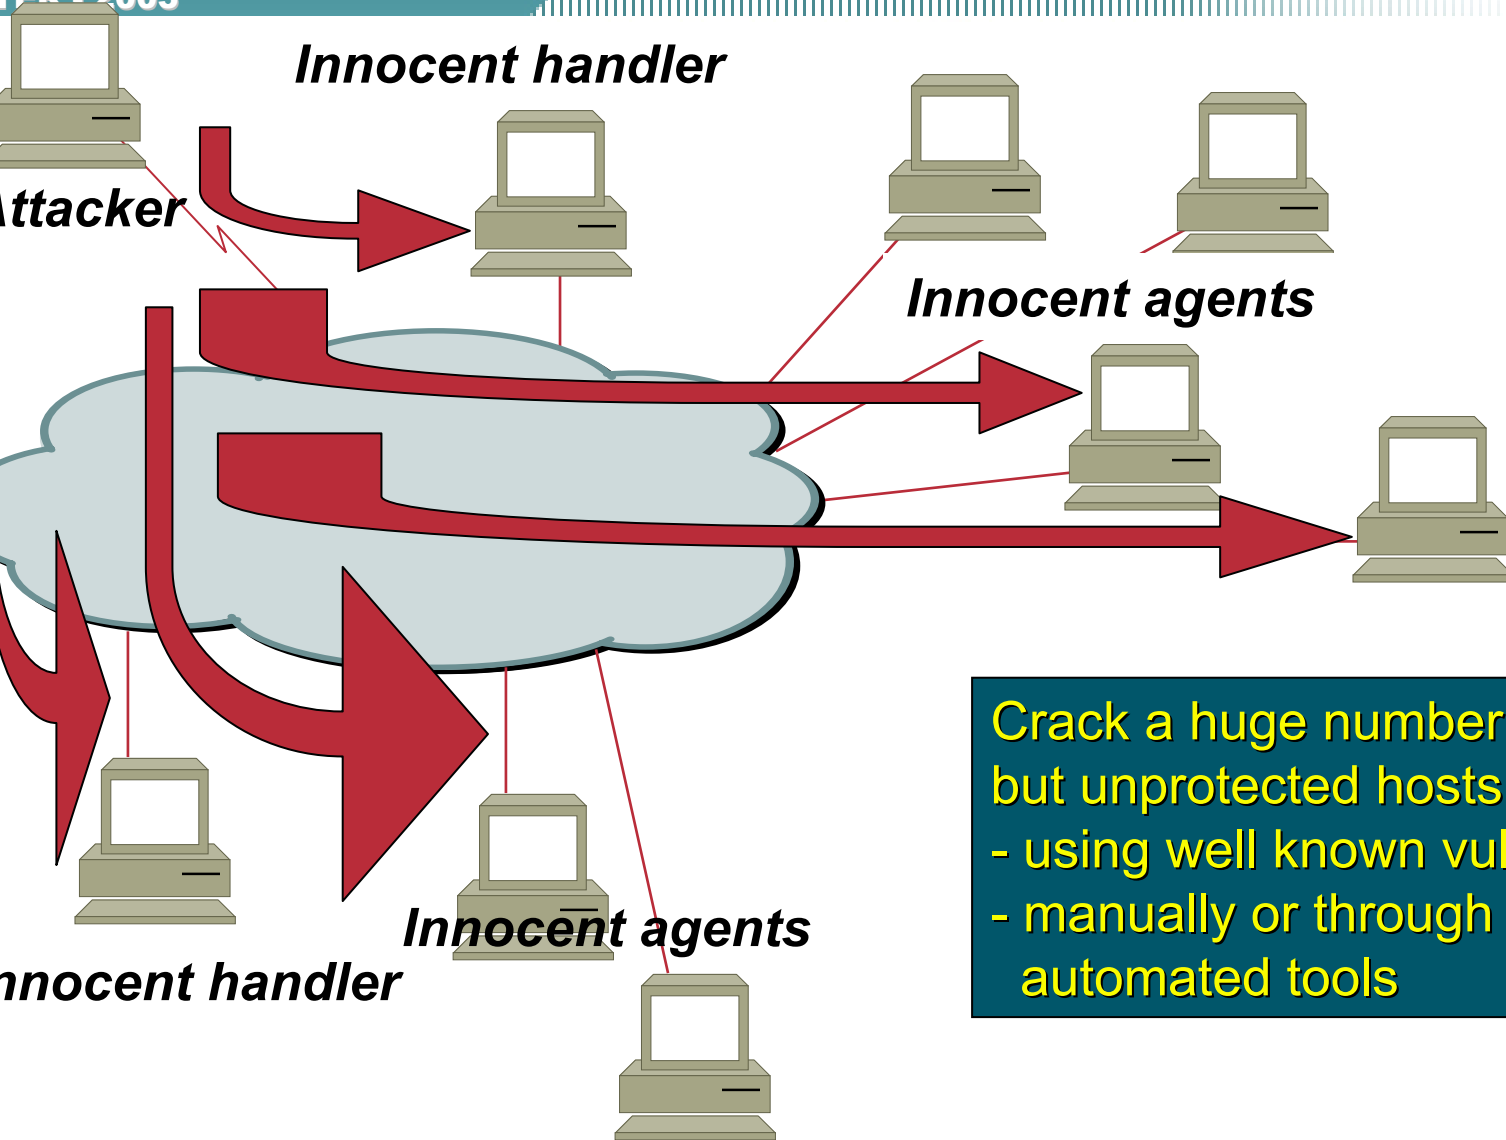 2003
Innocent handler
Attacker
Innocent agents
Crack a huge number
but unprotected hosts
- using well known vul
- manually or through
automated tools
Innocent agents
nnocent handler